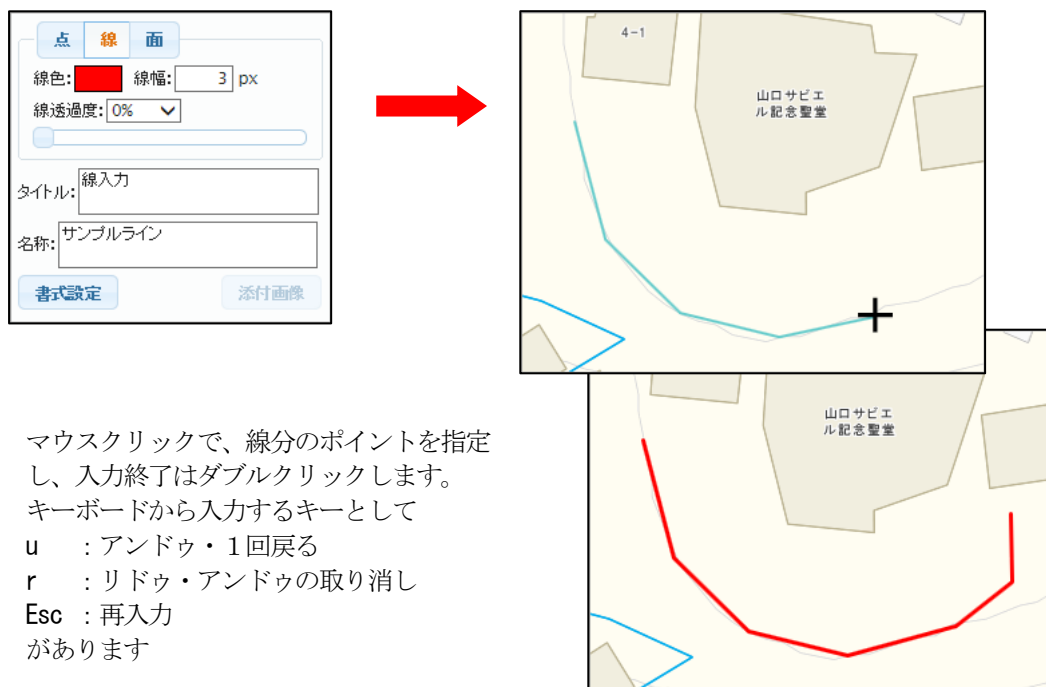 点 線 面
線色: 線幅: 3 px
線透過度: 0%
タイトル: 線入力
名称: サンプルライン
書式設定 添付画像
4-1
山口サビエ
ル記念聖堂
山口サビエ
ル記念聖堂
マウスクリックで、線分のポイントを指定
し、入力終了はダブルクリックします。
キーボードから入力するキーとして
u :アンドゥ・１回戻る
r :リドゥ・アンドゥの取り消し
Esc :再入力
があります